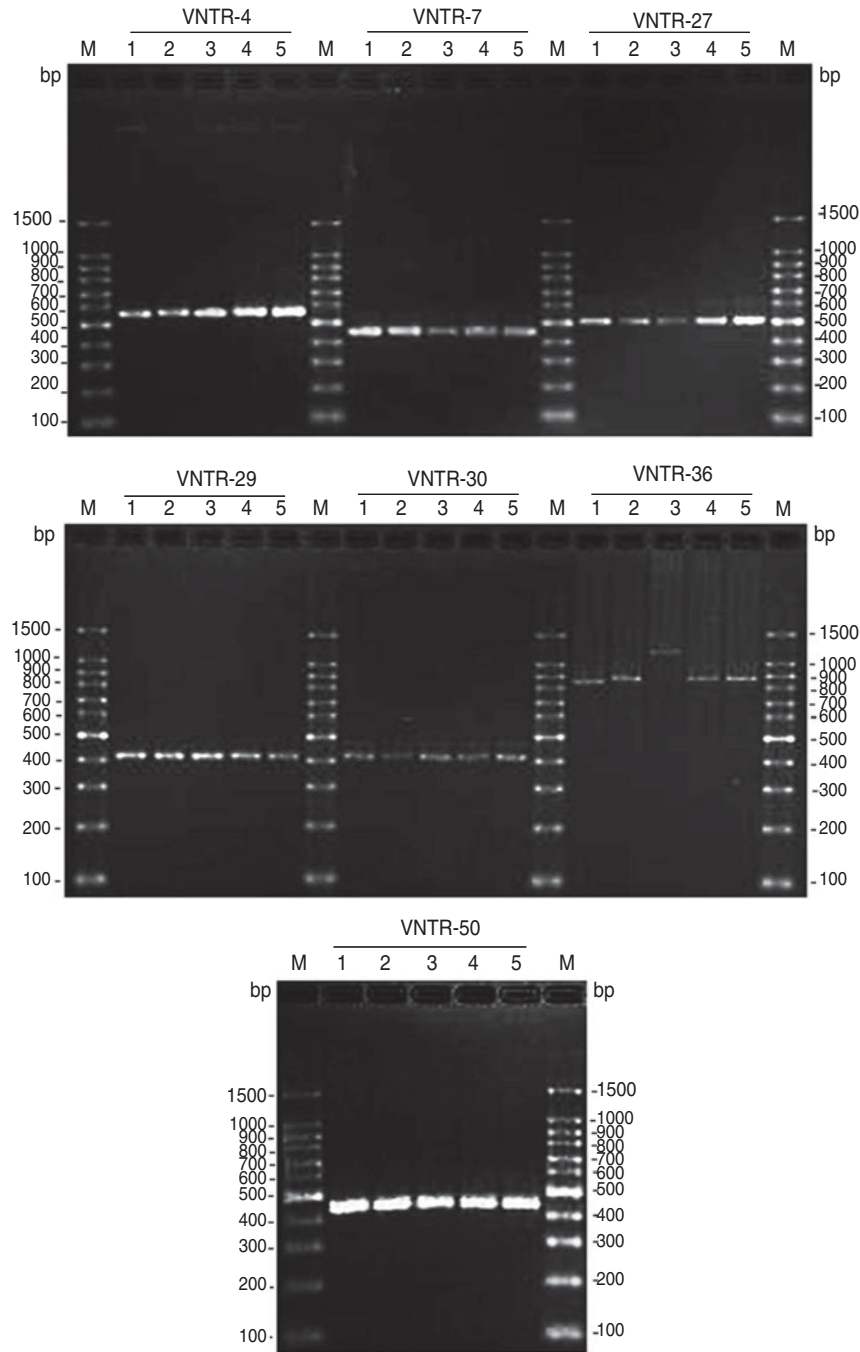 VNTR-4 VNTR-7 VNTR-27
M 1 2 3 4 5 M 1 2 3 4 5 M 1 2 3 4 5 M
bp bp
1500 - -1500
1000 - -1000
900 - -900
800 - -800
700 - -700
600 - -600
500 - -500
400 - -400
300 - -300
200 - -200
100 - -100
VNTR-29 VNTR-30 VNTR-36
M 1 2 3 4 5 M 1 2 3 4 5 M 1 2 3 4 5 M
bp bp
1500 - -1500
1000 - -1000
900 - -900
800 - -800
700 - -700
600 - -600
500 - -500
400 - -400
300 - -300
200 - -200
100 - -100
VNTR-50
M 1 2 3 4 5 M
bp bp
1500 - -1500
1000 - -1000
900 - -900
800 - -800
700 - -700
600 - -600
500 - -500
400 - -400
300 - -300
200 - -200
100 - -100